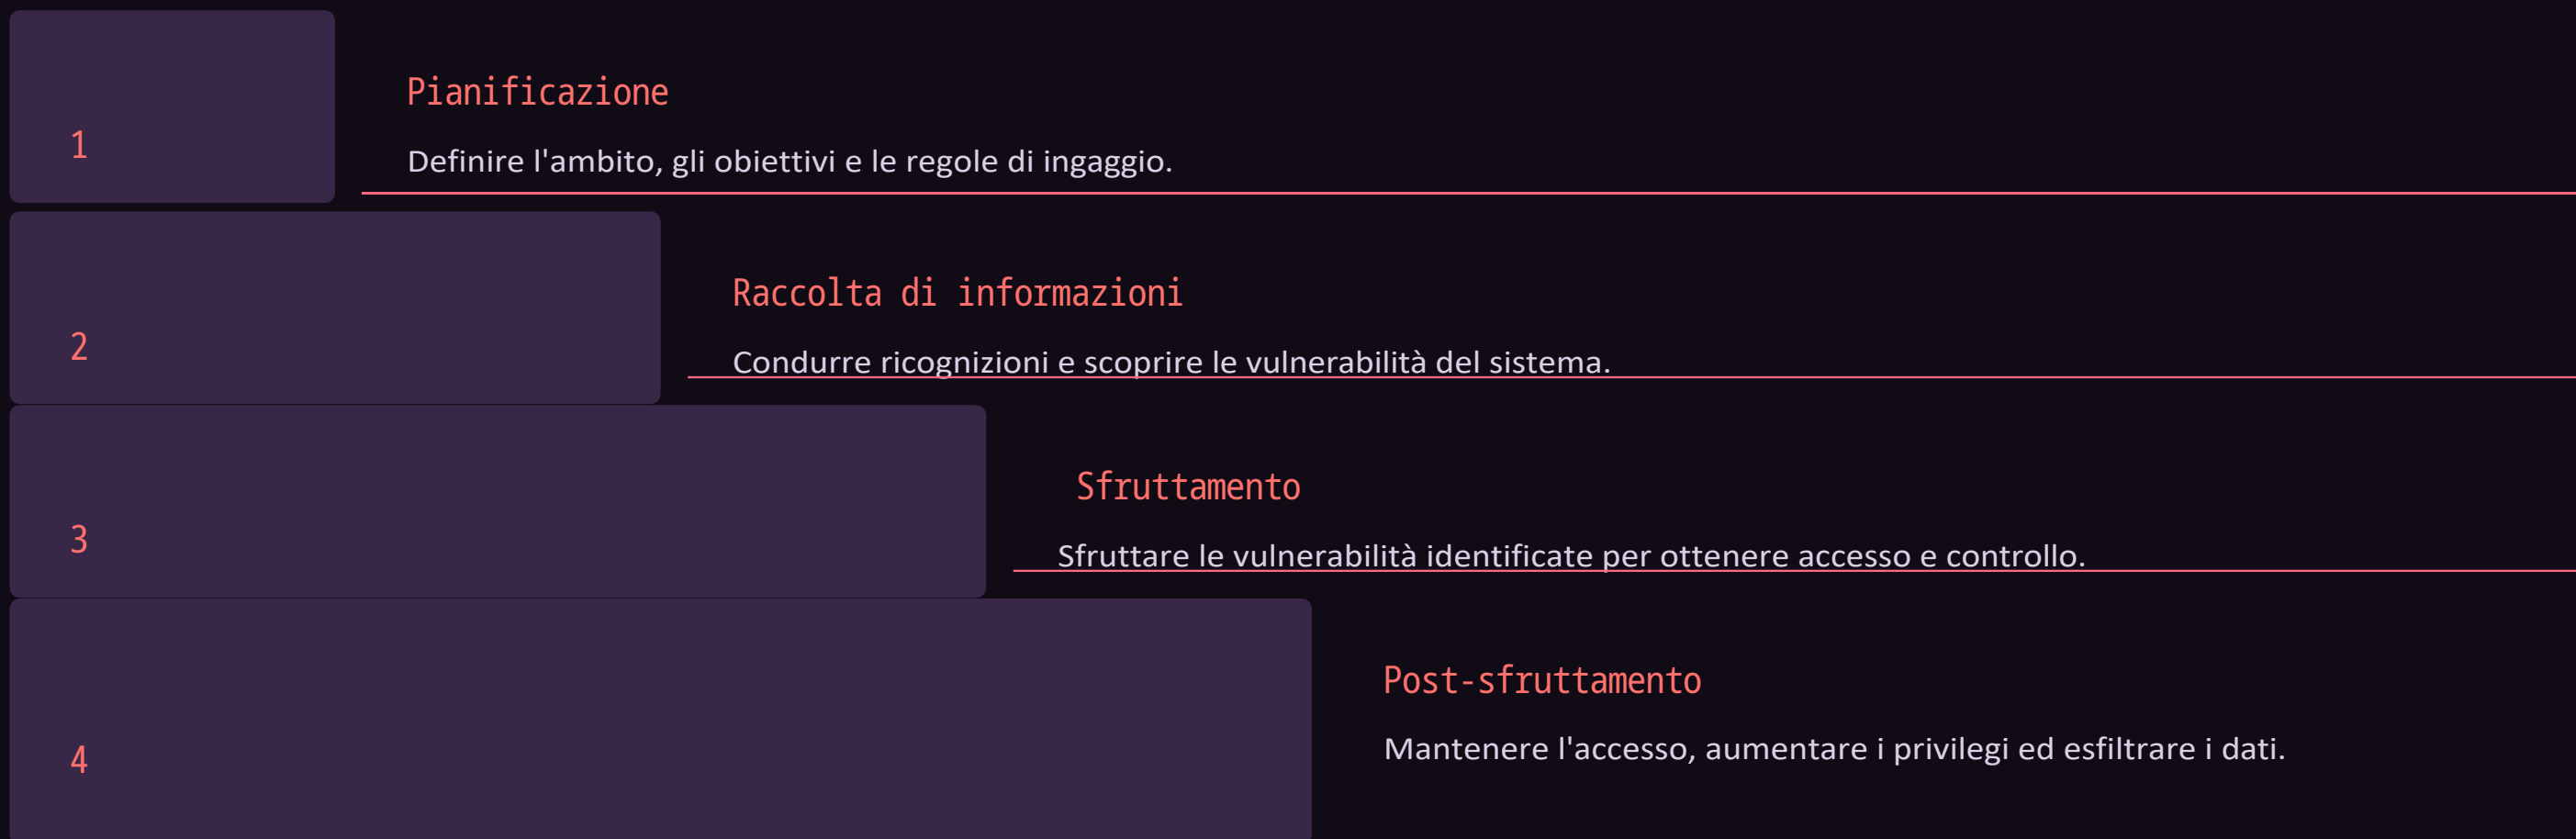 1
Pianificazione
Definire l'ambito, gli obiettivi e le regole di ingaggio.
2
Raccolta di informazioni
Condurre ricognizioni e scoprire le vulnerabilità del sistema.
3
Sfruttamento
Sfruttare le vulnerabilità identificate per ottenere accesso e controllo.
4
Post-sfruttamento
Mantenere l'accesso, aumentare i privilegi ed esfiltrare i dati.